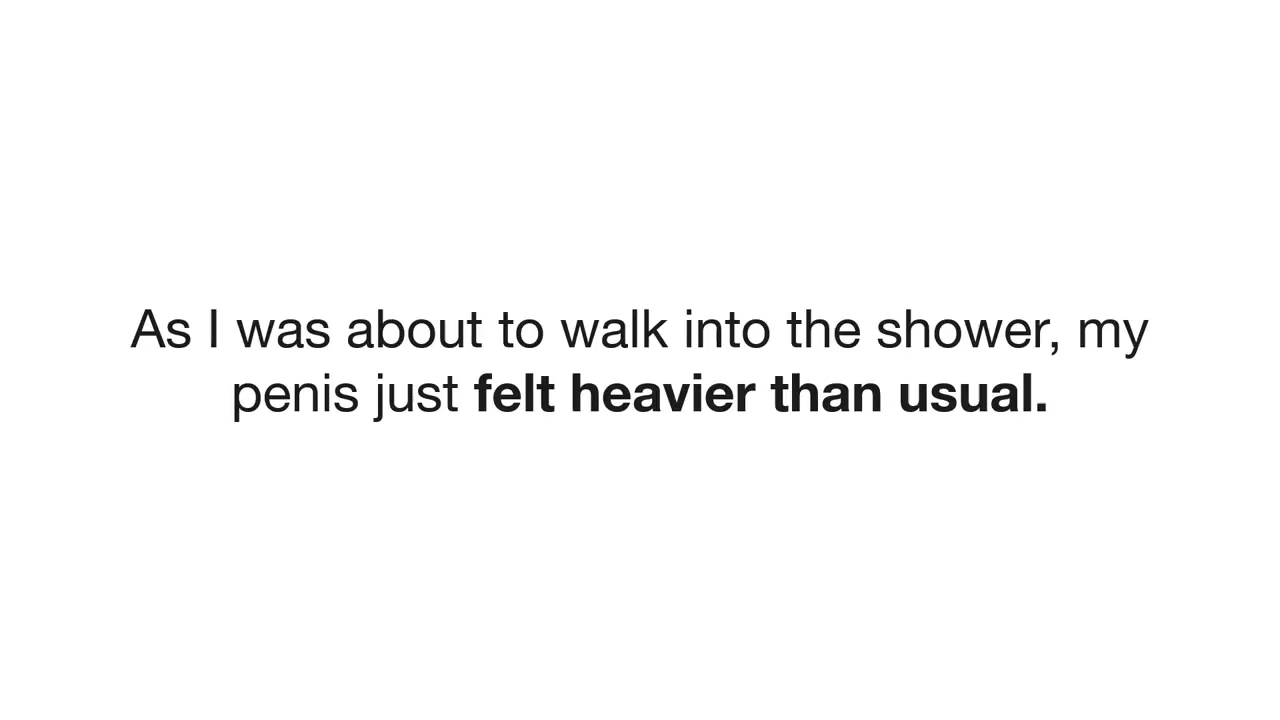 As I was about to walk into the shower, my
penis just felt heavier than usual.